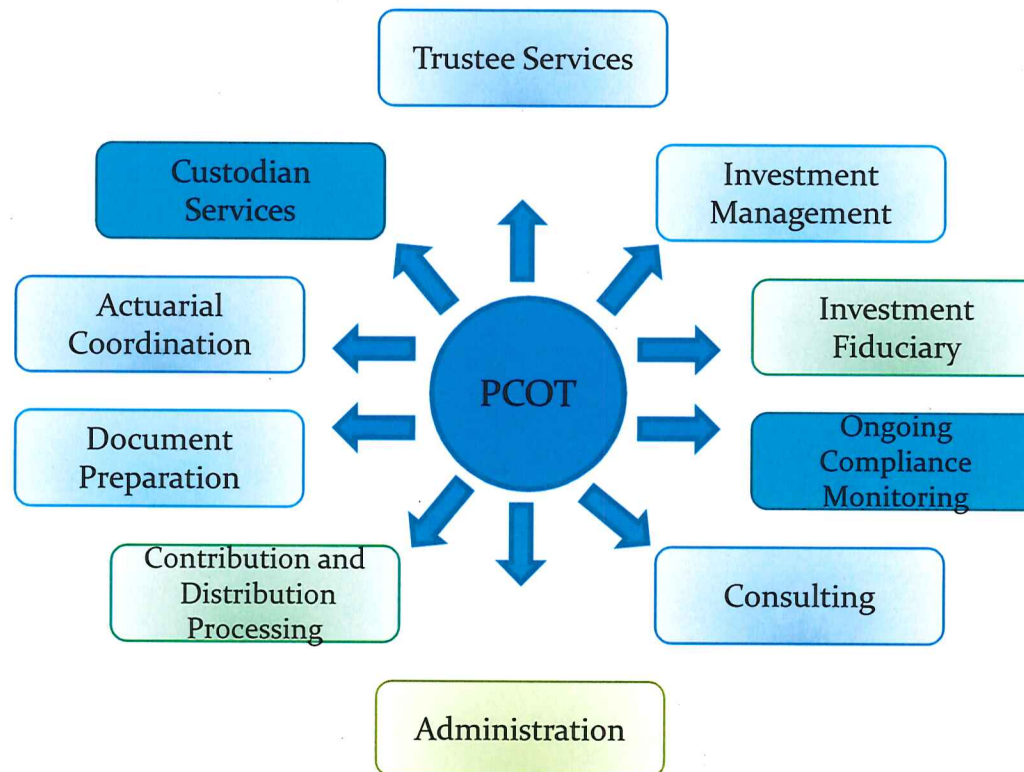 Trustee Services
Custodian
Services
Investment
Management
Actuarial
Coordination
Investment
Fiduciary
PCOT
Document
Preparation
Ongoing
Compliance
Monitoring
Contribution and
Distribution
Processing
Consulting
Administration